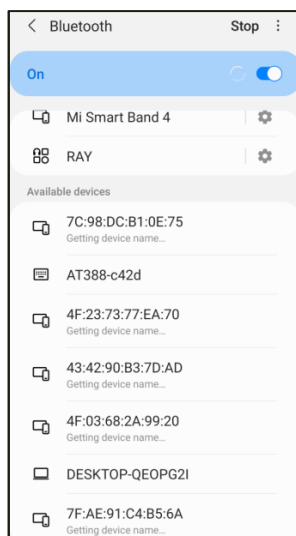 Bluetooth
Stop
On
Mi Smart Band 4
RAY
Available devices
7C:98:DC:B1:0E:75
Getting device name...
AT388-c42d
4F:23:73:77:EA:70
Getting device name...
43:42:90:B3:7D:AD
Getting device name...
4F:03:68:2A:99:20
Getting device name...
DESKTOP-QEOPG2I
7F:AE:91:C4:B5:6A
Getting device name...